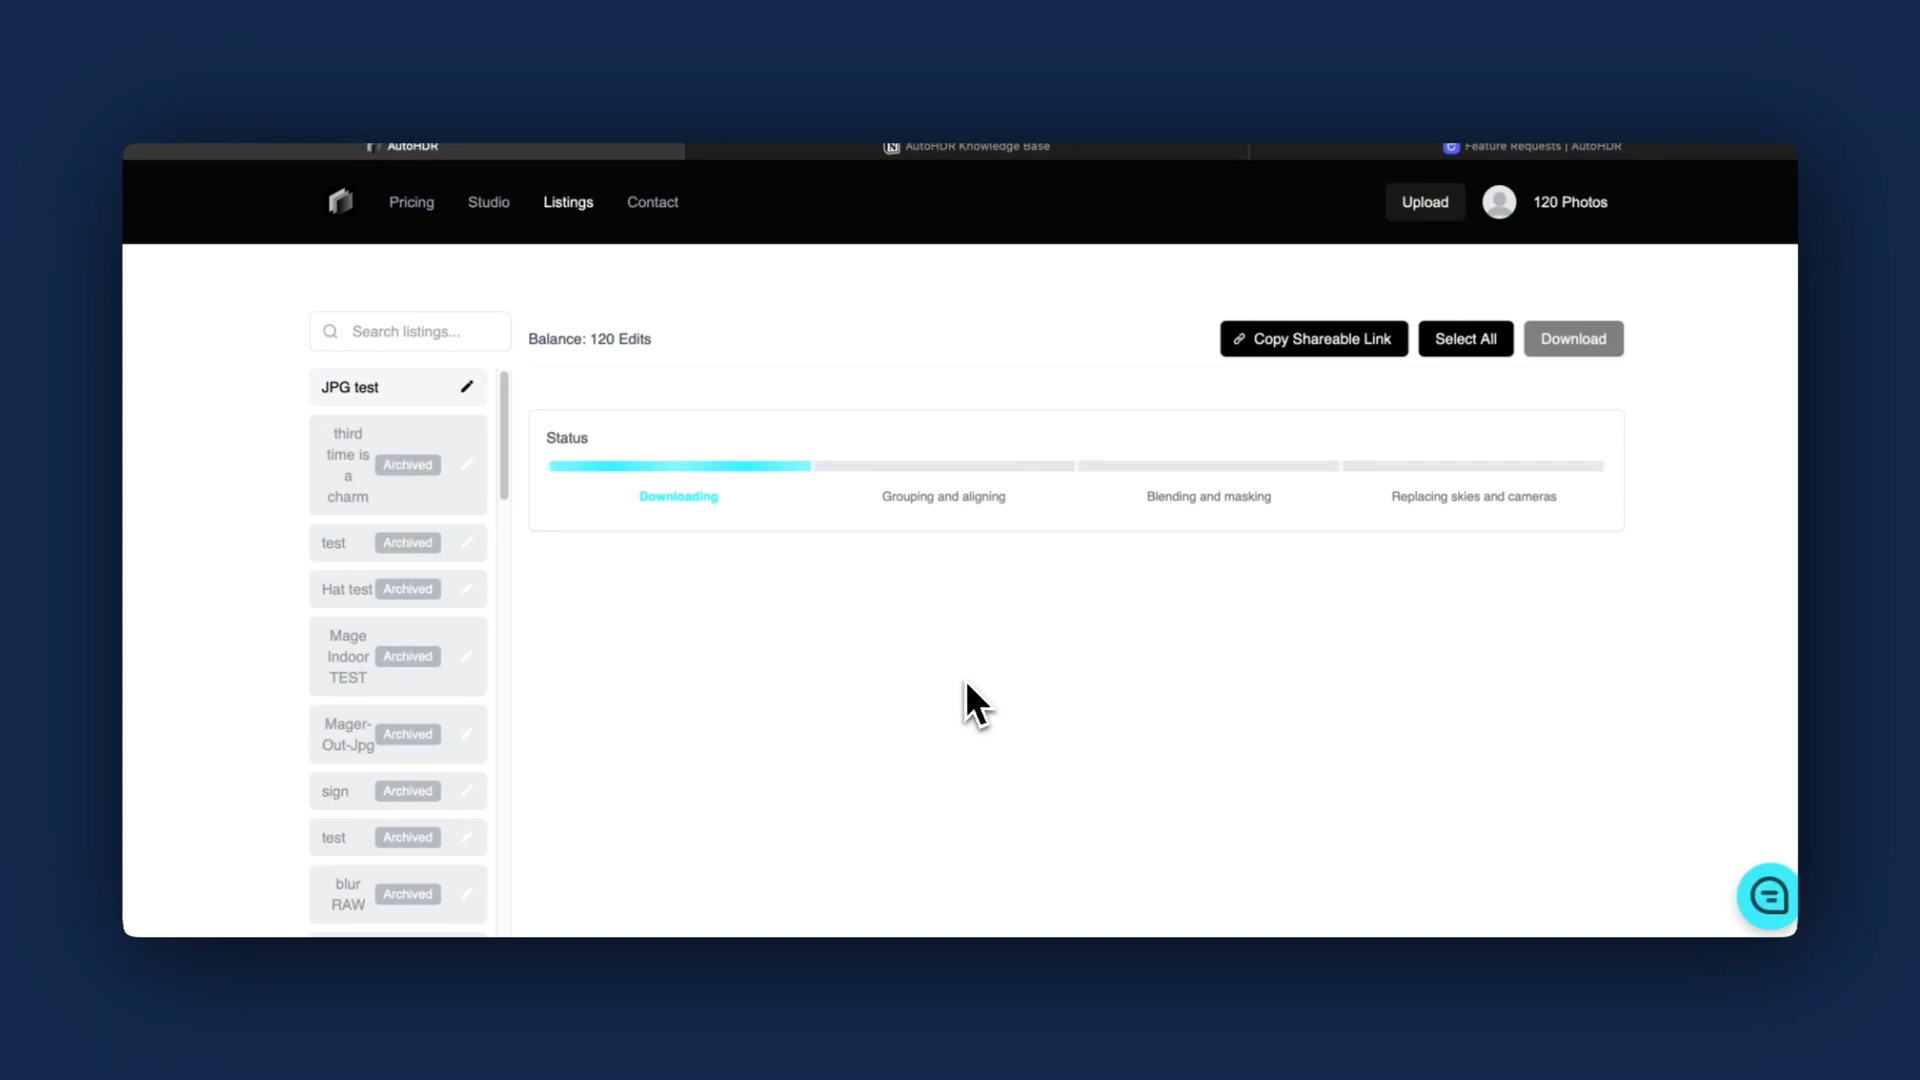 AutoHDR
AutoHDR Knowledge Base
Feature Requests | AutoHDR
Pricing
Studio
Listings
Contact
Upload
120 Photos
Search listings...
Balance: 120 Edits
Copy Shareable Link
Select All
Download
JPG test
third
time is
a
charm
Archived
test
Archived
Hat test
Archived
Mage
Indoor
TEST
Archived
Mager-
Out-Jpg
Archived
sign
Archived
test
Archived
blur
RAW
Archived
Status
Downloading
Grouping and aligning
Blending and masking
Replacing skies and cameras